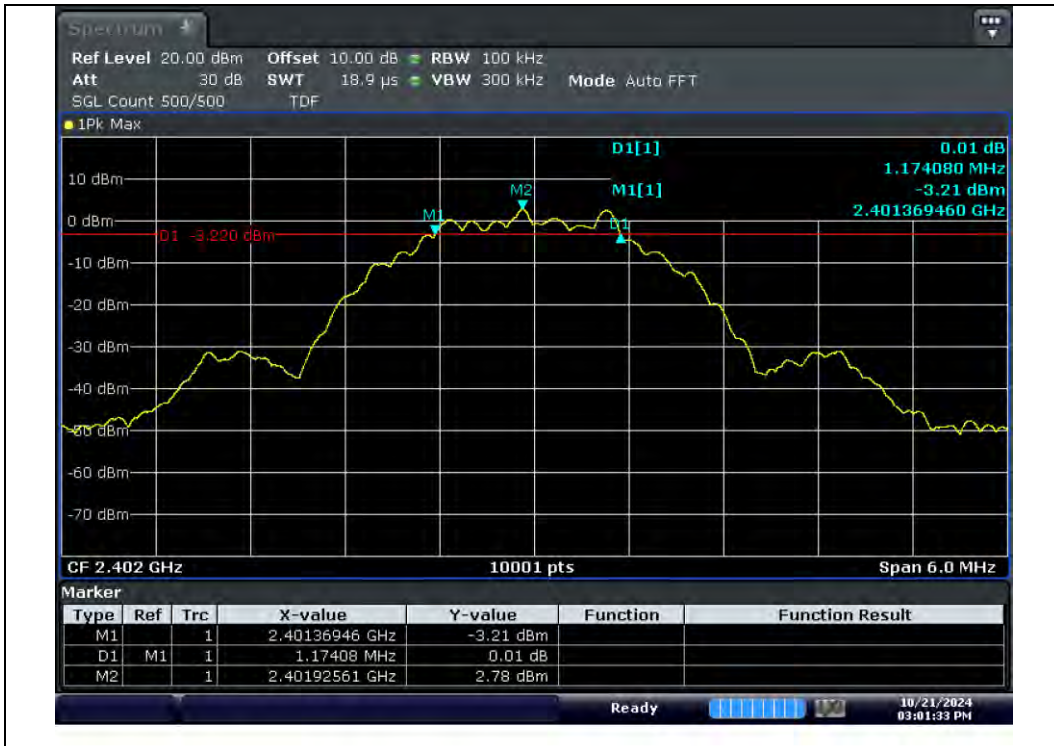 Spectrum
Ref Level 20.00 dBm Offset 10.00 dB RBW 100 kHz
Att 30 dB SWT 18.9 µs VBW 300 kHz Mode Auto FFT
SGL Count 500/500 TDF
1Pk Max
D1[1] 0.01 dB
1.174080 MHz
10 dBm
M2 M1[1] -3.21 dBm
M1 2.401369460 GHz
0 dBm
D1
D1 -3.220 dBm
-10 dBm
-20 dBm
-30 dBm
-40 dBm
-50 dBm
-60 dBm
-70 dBm
CF 2.402 GHz 10001 pts Span 6.0 MHz
Marker
Type Ref Trc X-value Y-value Function Function Result
M1 1 2.40136946 GHz -3.21 dBm
D1 M1 1 1.17408 MHz 0.01 dB
M2 1 2.40192561 GHz 2.78 dBm
Ready 10/21/2024
03:01:33 PM